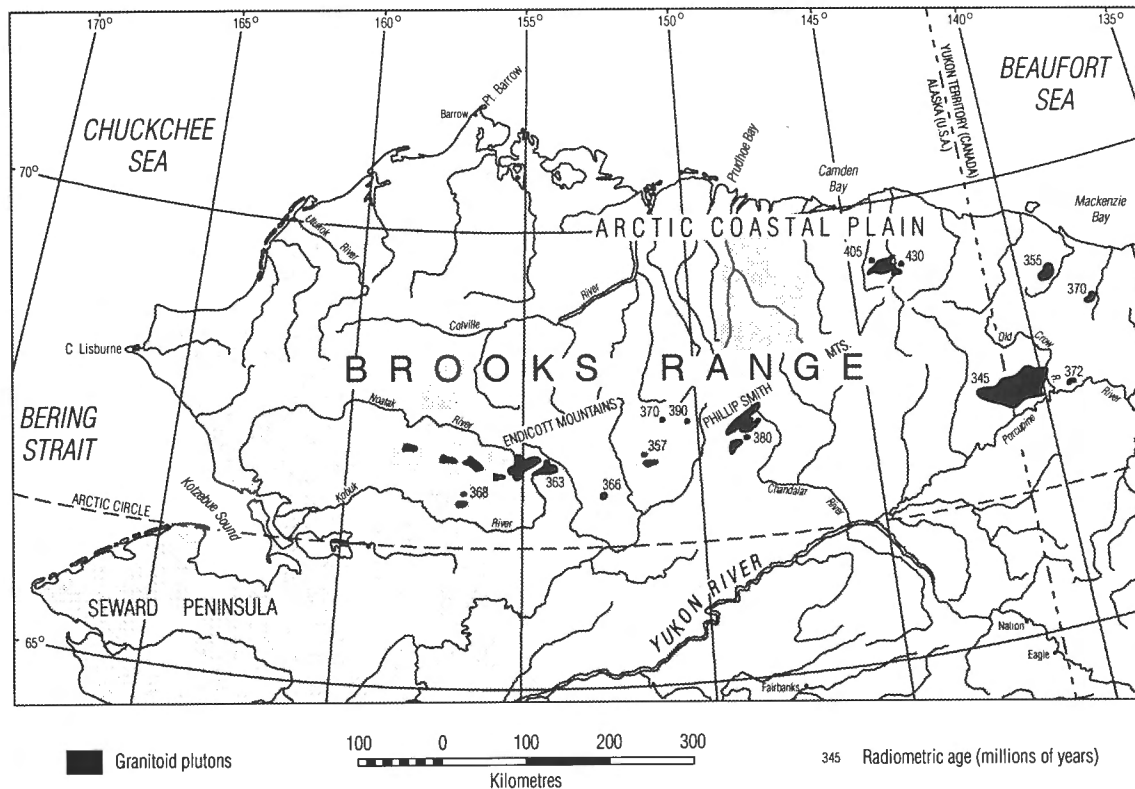 170°
165°
160°
155°
150°
145°
140°
135°
BEAUFORT
SEA
YUKON TERRITORY (CANADA)
ALASKA (U.S.A.)
CHUCKCHEE
SEA
Barrow
Pt. Barrow
Prudhoe Bay
Camden
Bay
Mackenzie
Bay
70°
ARCTIC COASTAL PLAIN
Utukok
River
405
430
355
370
River
Colville
C Lisburne
BROOKS RANGE
MTS.
Old
Crow
R.
345
372
River
Porcupine
BERING
STRAIT
Noatak
River
ENDICOTT MOUNTAINS
370
390
PHILLIP SMITH
357
380
363
366
368
Kobuk
River
Chandalar
River
ARCTIC CIRCLE
Kotzebue Sound
SEWARD PENINSULA
YUKON RIVER
65°
Nation
Eagle
Fairbanks
Granitoid plutons
100 0 100 200 300
Kilometres
345 Radiometric age (millions of years)